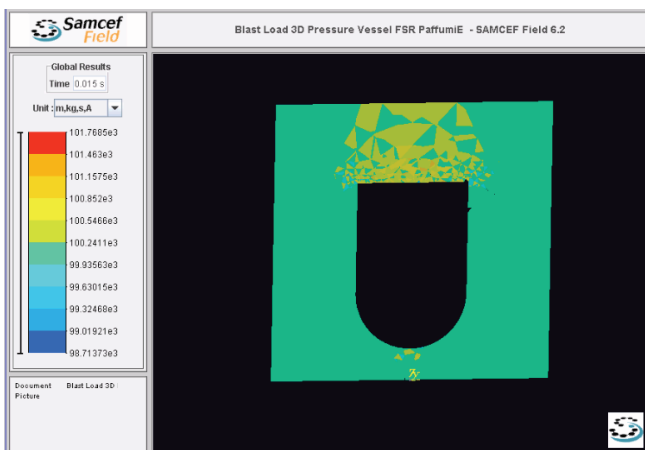 Samcef
Field
Blast Load 3D Pressure Vessel FSR PaffumiE - SAMCEF Field 6.2
Global Results
Time 0.015 s
Unit : m,kg,s,A
101.7685e3
101.463e3
101.1575e3
100.852e3
100.5466e3
100.2411e3
99.93563e3
99.63015e3
99.32468e3
99.01921e3
98.71373e3
Document Blast Load 3D
Picture